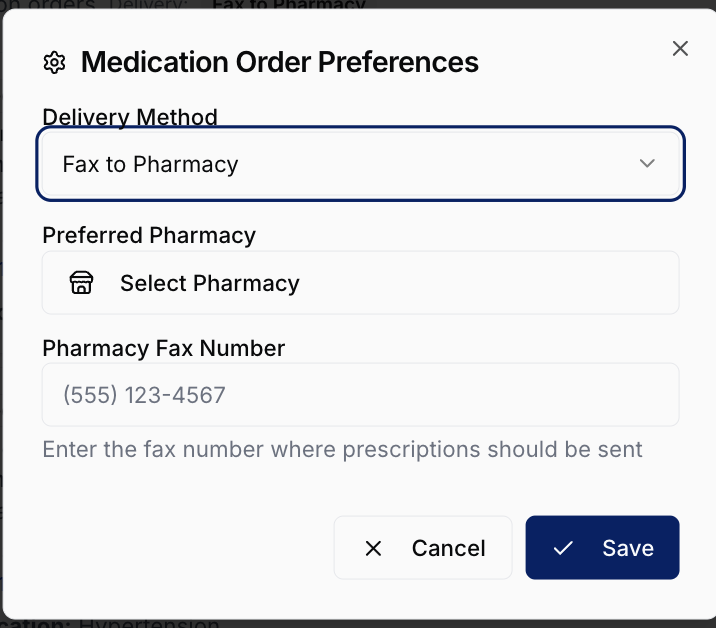 orders Delivery: Fax to Pharmacy
Medication Order Preferences
Delivery Method
Fax to Pharmacy
Preferred Pharmacy
Select Pharmacy
Pharmacy Fax Number
(555) 123-4567
Enter the fax number where prescriptions should be sent
Cancel
Save
Hypertension